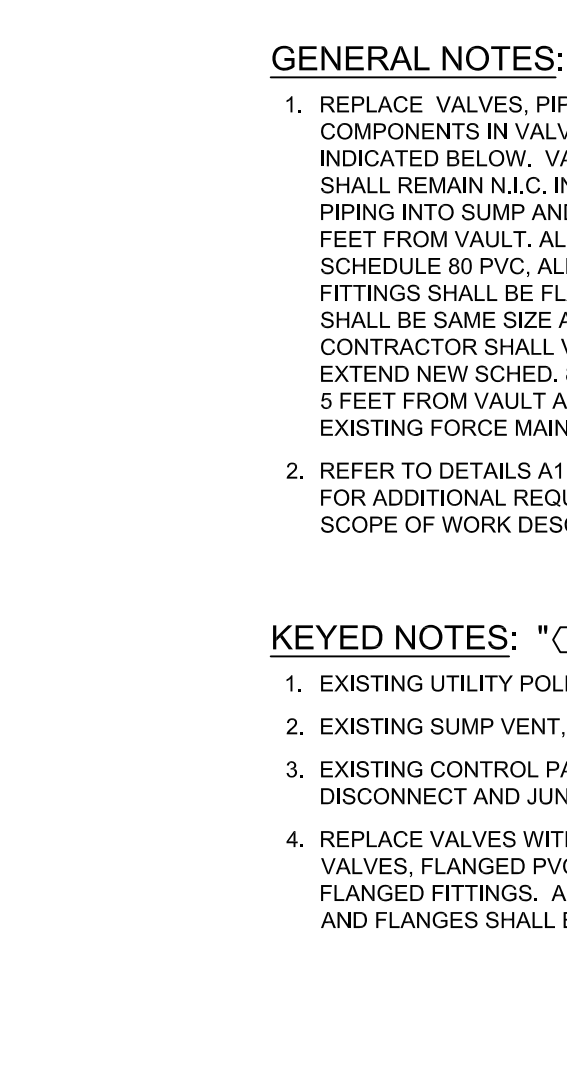 GENERAL NOTES:
1. REPLACE VALVES, PIP
COMPONENTS IN VALV
INDICATED BELOW. VA
SHALL REMAIN N.I.C. IN
PIPING INTO SUMP AND
FEET FROM VAULT. AL
SCHEDULE 80 PVC, ALL
FITTINGS SHALL BE FLA
SHALL BE SAME SIZE A
CONTRACTOR SHALL V
EXTEND NEW SCHED. 8
5 FEET FROM VAULT A
EXISTING FORCE MAIN
2. REFER TO DETAILS A1
FOR ADDITIONAL REQU
SCOPE OF WORK DESC
KEYED NOTES: "
1. EXISTING UTILITY POLE
2. EXISTING SUMP VENT,
3. EXISTING CONTROL PA
DISCONNECT AND JUN
4. REPLACE VALVES WITH
VALVES, FLANGED PVC
FLANGED FITTINGS. A
AND FLANGES SHALL B